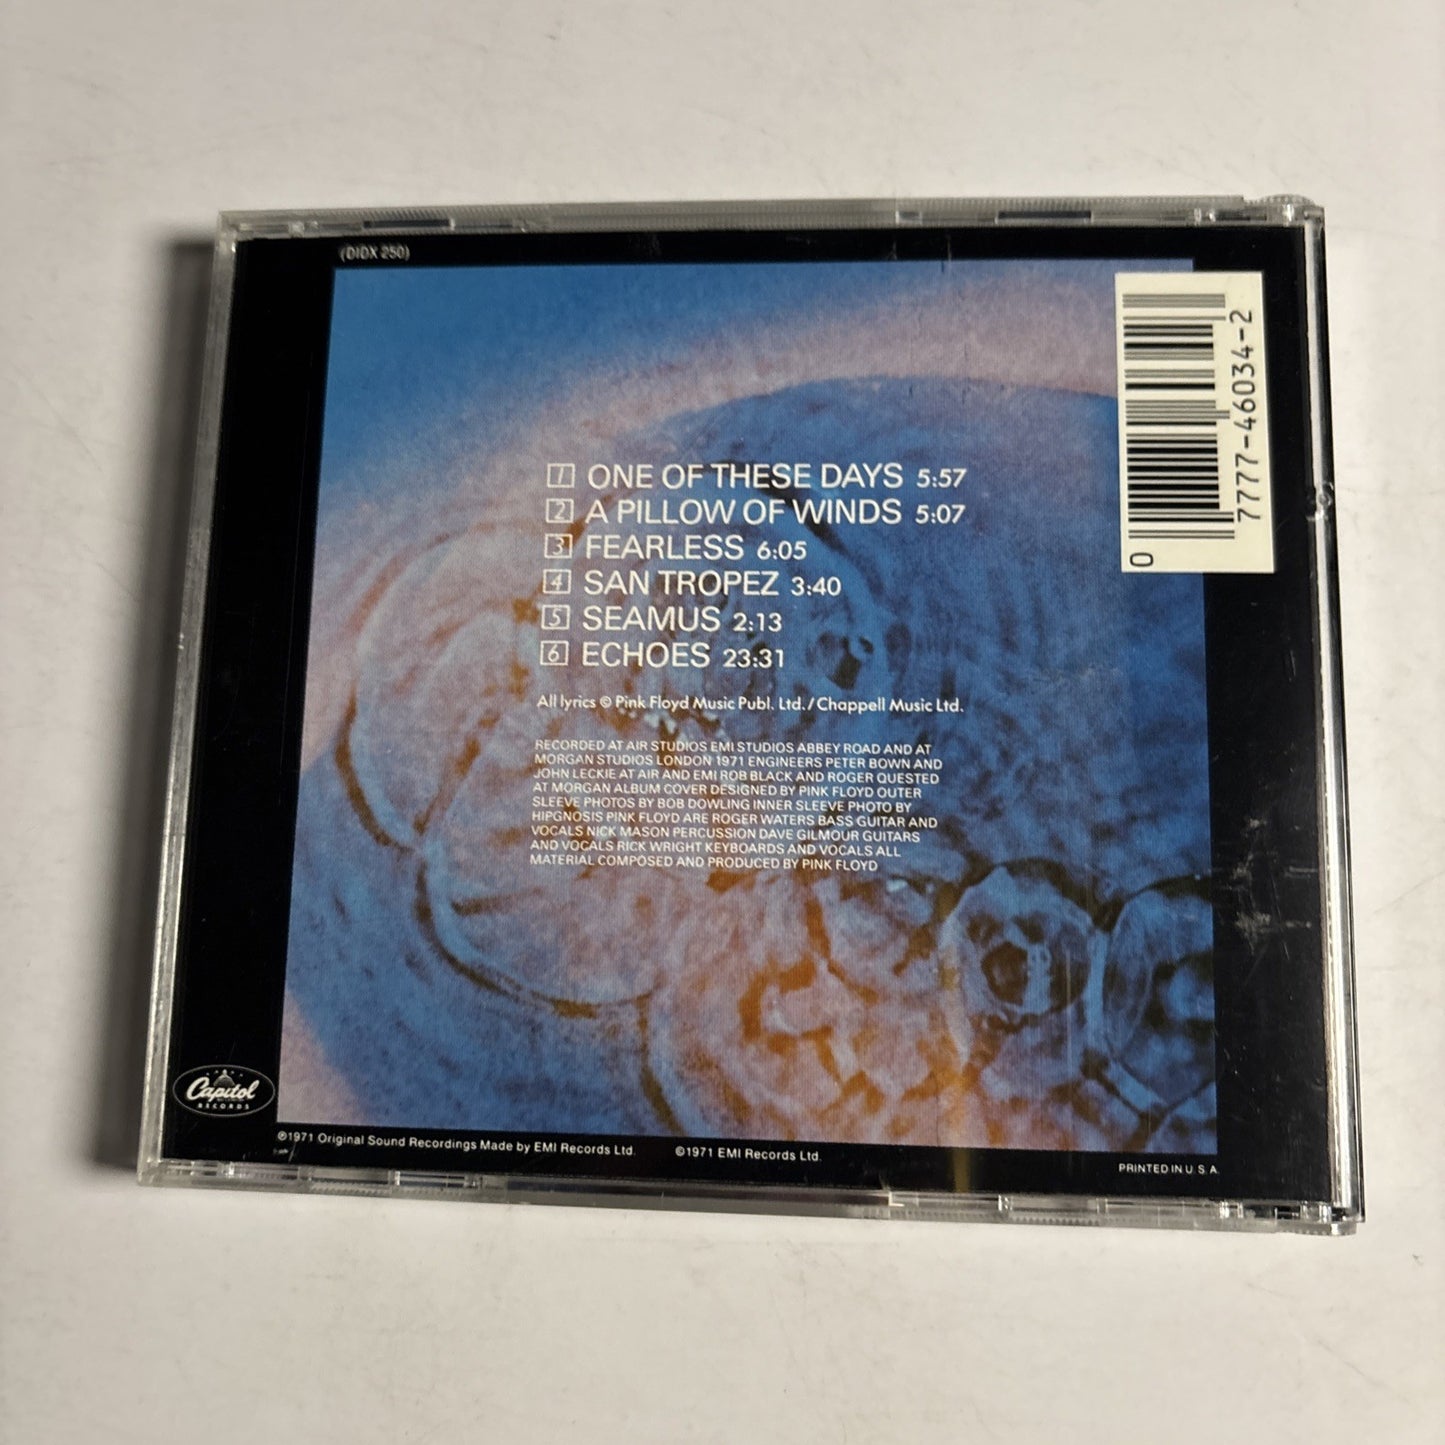 (DIDX 250)
0 7777-46034-2
1 ONE OF THESE DAYS 5:57
2 A PILLOW OF WINDS 5:07
3 FEARLESS 6:05
4 SAN TROPEZ 3:40
5 SEAMUS 2:13
6 ECHOES 23:31
All lyrics © Pink Floyd Music Publ. Ltd./Chappell Music Ltd.
RECORDED AT AIR STUDIOS EMI STUDIOS ABBEY ROAD AND AT
MORGAN STUDIOS LONDON 1971 ENGINEERS PETER BOWN AND
JOHN LECKIE AT AIR AND EMI ROB BLACK AND ROGER QUESTED
AT MORGAN ALBUM COVER DESIGNED BY PINK FLOYD OUTER
SLEEVE PHOTOS BY BOB DOWLING INNER SLEEVE PHOTO BY
HIPGNOSIS PINK FLOYD ARE ROGER WATERS BASS GUITAR AND
VOCALS NICK MASON PERCUSSION DAVE GILMOUR GUITARS
AND VOCALS RICK WRIGHT KEYBOARDS AND VOCALS ALL
MATERIAL COMPOSED AND PRODUCED BY PINK FLOYD
Capitol
RECORDS
℗1971 Original Sound Recordings Made by EMI Records Ltd. ©1971 EMI Records Ltd.
PRINTED IN U.S.A.